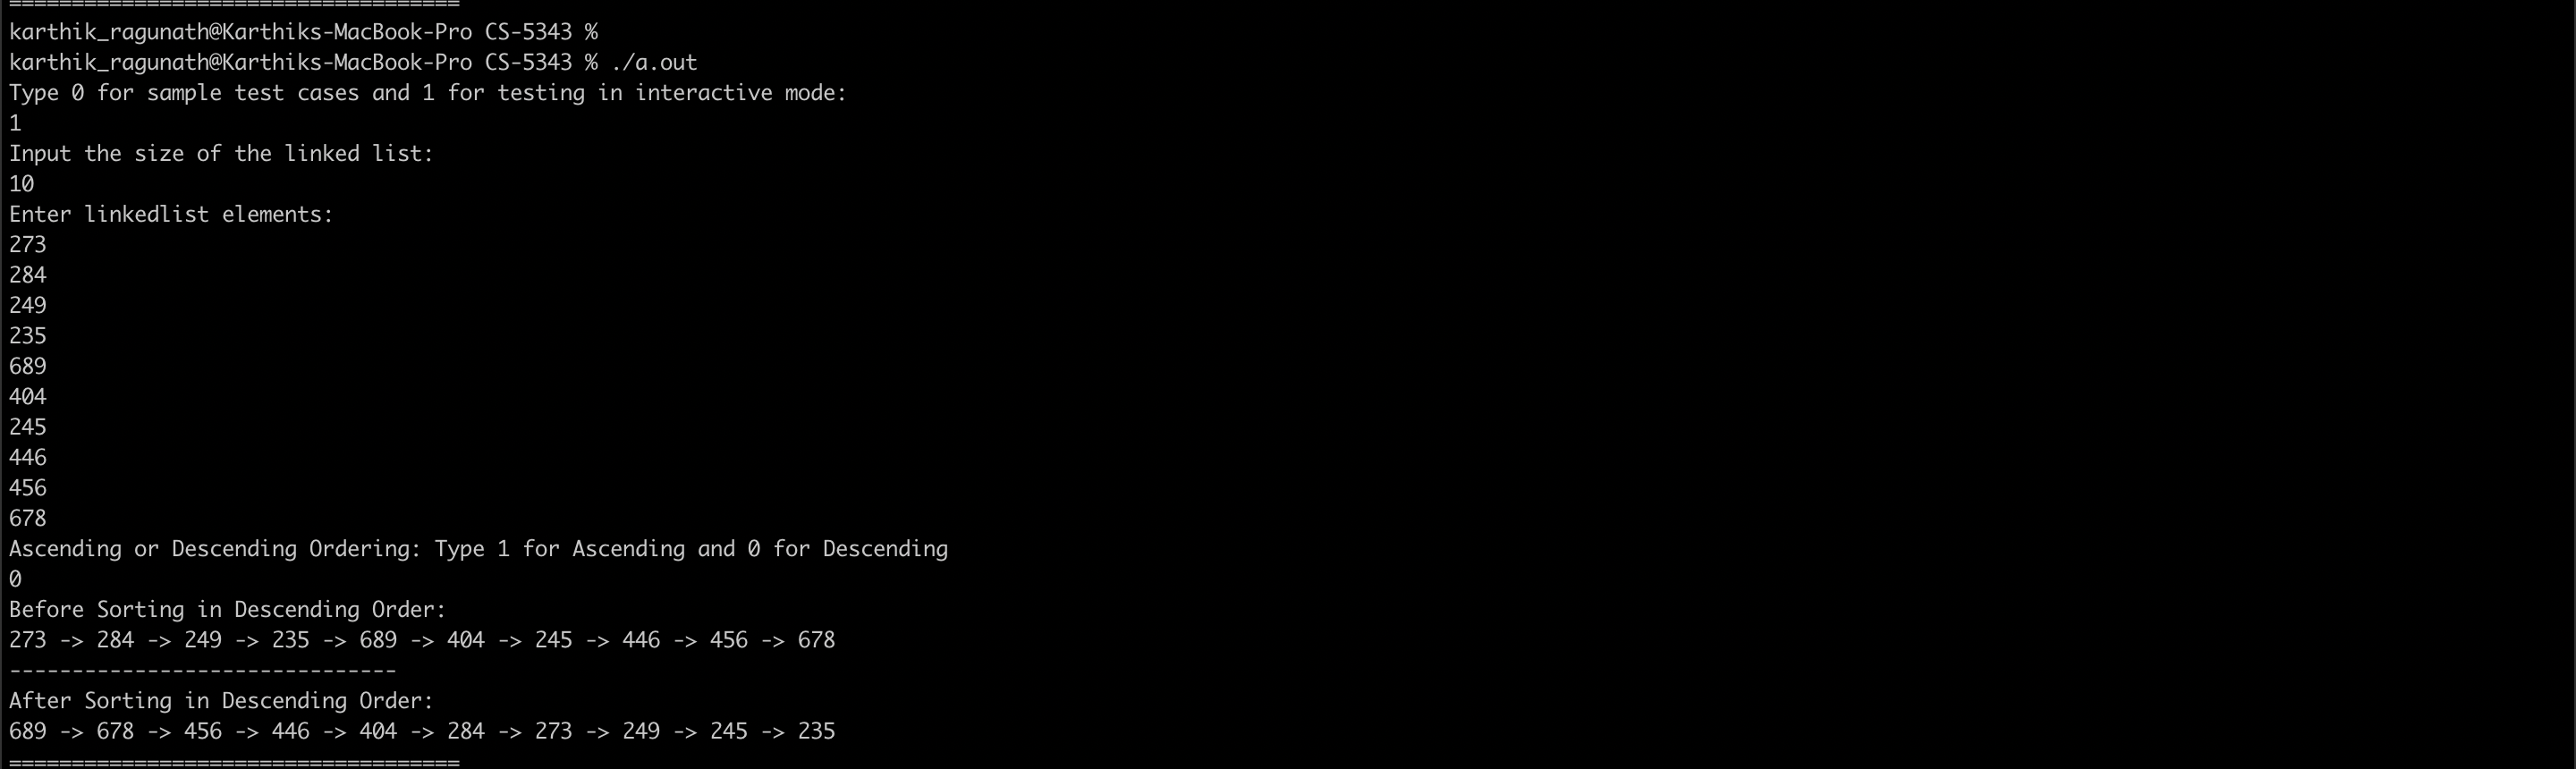 ====================================
karthik_ragunath@Karthiks-MacBook-Pro CS-5343 %
karthik_ragunath@Karthiks-MacBook-Pro CS-5343 % ./a.out
Type 0 for sample test cases and 1 for testing in interactive mode:
1
Input the size of the linked list:
10
Enter linkedlist elements:
273
284
249
235
689
404
245
446
456
678
Ascending or Descending Ordering: Type 1 for Ascending and 0 for Descending
0
Before Sorting in Descending Order:
273 -> 284 -> 249 -> 235 -> 689 -> 404 -> 245 -> 446 -> 456 -> 678
-------------------------------
After Sorting in Descending Order:
689 -> 678 -> 456 -> 446 -> 404 -> 284 -> 273 -> 249 -> 245 -> 235
====================================